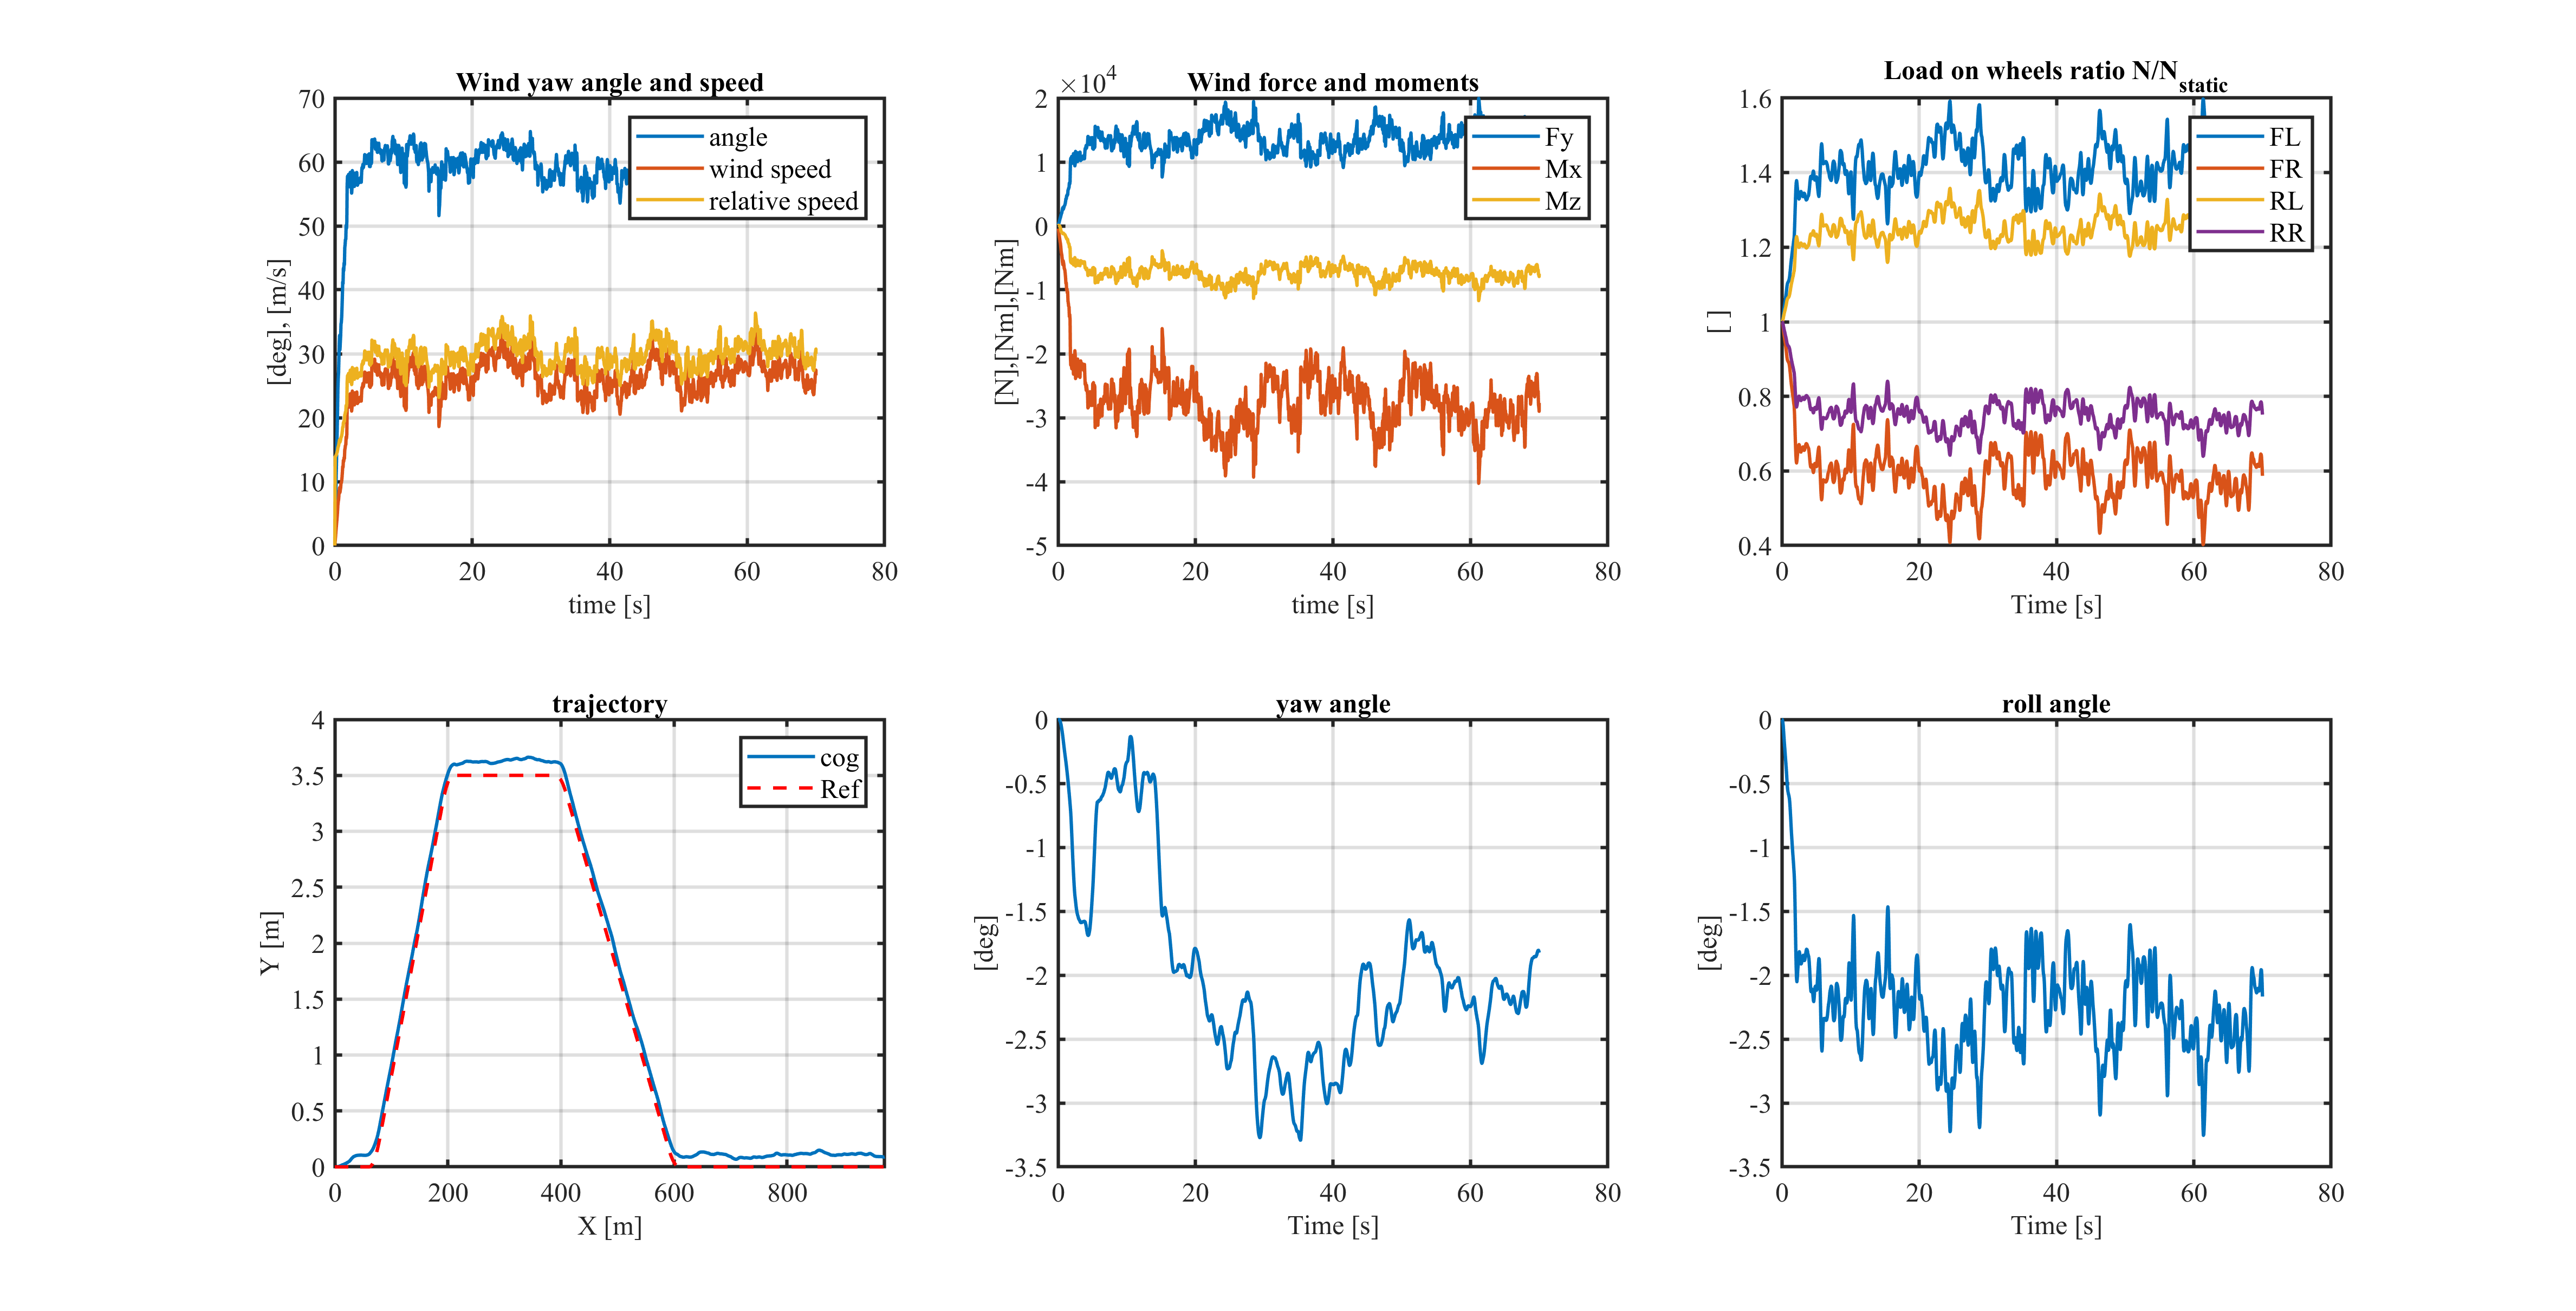 Wind yaw angle and speed
70
60
50
40
30
20
10
0
[deg], [m/s]
angle
wind speed
relative speed
0 20 40 60 80
time [s]
Wind force and moments
×10^4
2
1
0
-1
-2
-3
-4
-5
[N],[Nm],[Nm]
Fy
Mx
Mz
0 20 40 60 80
time [s]
Load on wheels ratio N/N_static
1.6
1.4
1.2
1
0.8
0.6
0.4
[ ]
FL
FR
RL
RR
0 20 40 60 80
Time [s]
trajectory
4
3.5
3
2.5
2
1.5
1
0.5
0
Y [m]
cog
Ref
0 200 400 600 800
X [m]
yaw angle
0
-0.5
-1
-1.5
-2
-2.5
-3
-3.5
[deg]
0 20 40 60 80
Time [s]
roll angle
0
-0.5
-1
-1.5
-2
-2.5
-3
-3.5
[deg]
0 20 40 60 80
Time [s]